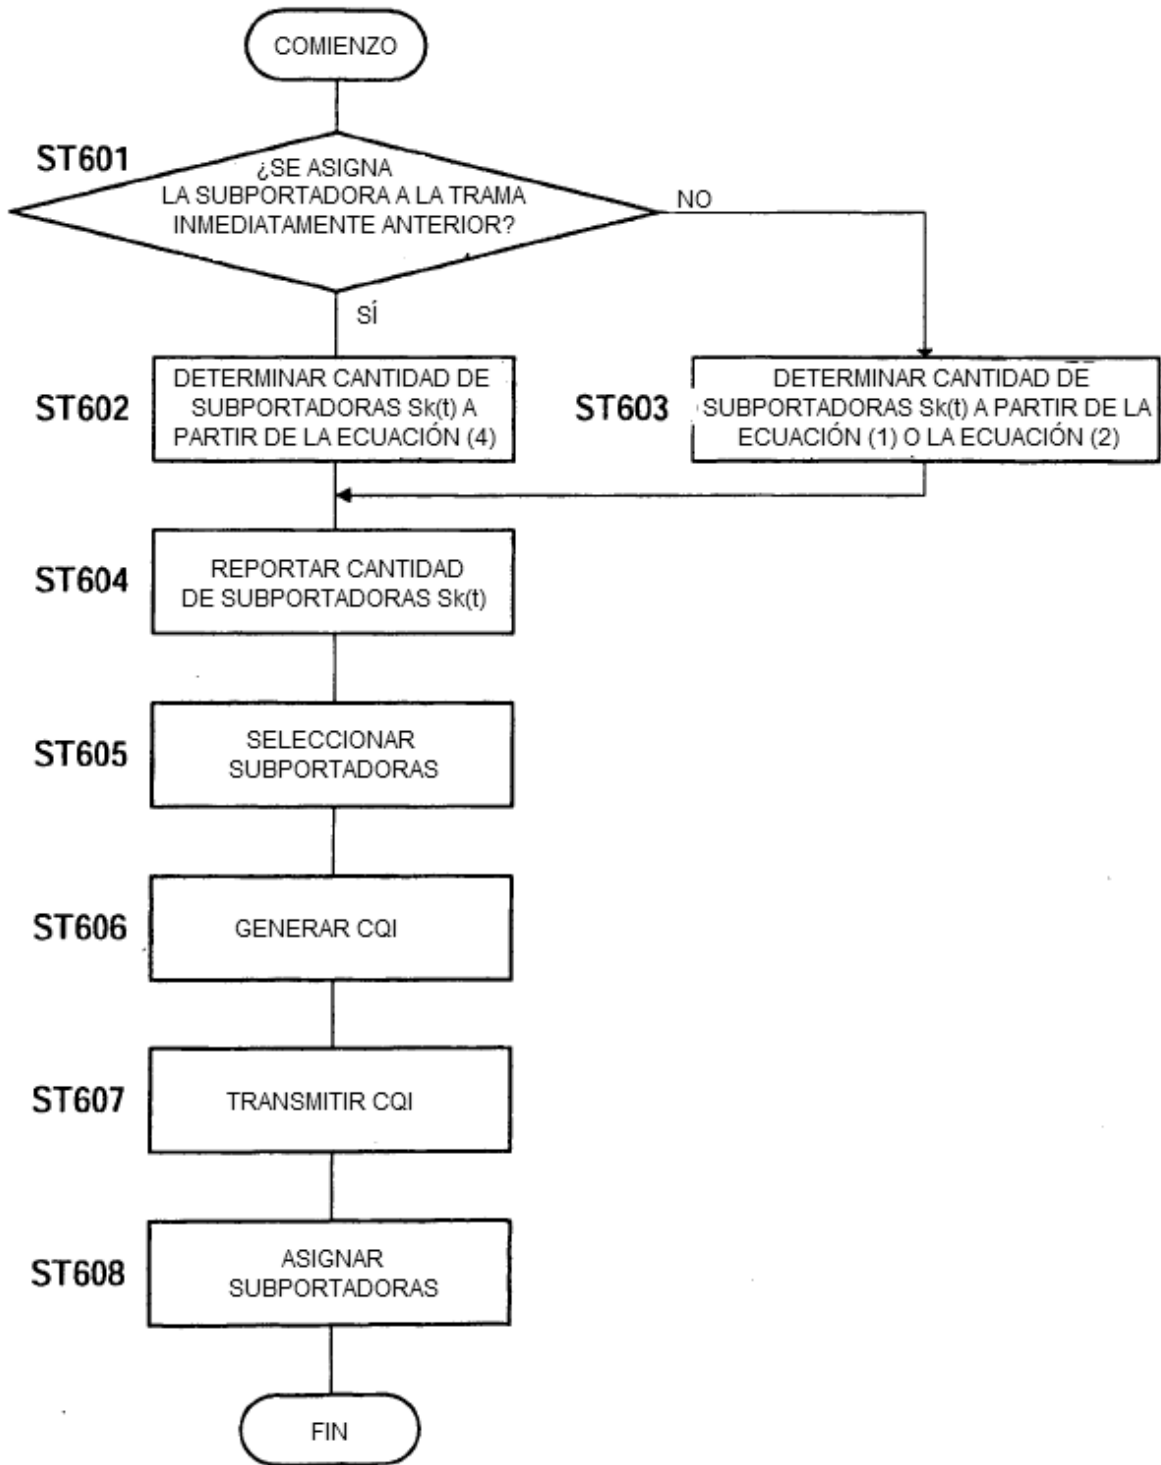 COMIENZO
ST601
¿SE ASIGNA
LA SUBPORTADORA A LA TRAMA
INMEDIATAMENTE ANTERIOR?
NO
SÍ
ST602
DETERMINAR CANTIDAD DE
SUBPORTADORAS Sk(t) A
PARTIR DE LA ECUACIÓN (4)
ST603
DETERMINAR CANTIDAD DE
SUBPORTADORAS Sk(t) A PARTIR DE LA
ECUACIÓN (1) O LA ECUACIÓN (2)
ST604
REPORTAR CANTIDAD
DE SUBPORTADORAS Sk(t)
ST605
SELECCIONAR
SUBPORTADORAS
ST606
GENERAR CQI
ST607
TRANSMITIR CQI
ST608
ASIGNAR
SUBPORTADORAS
FIN